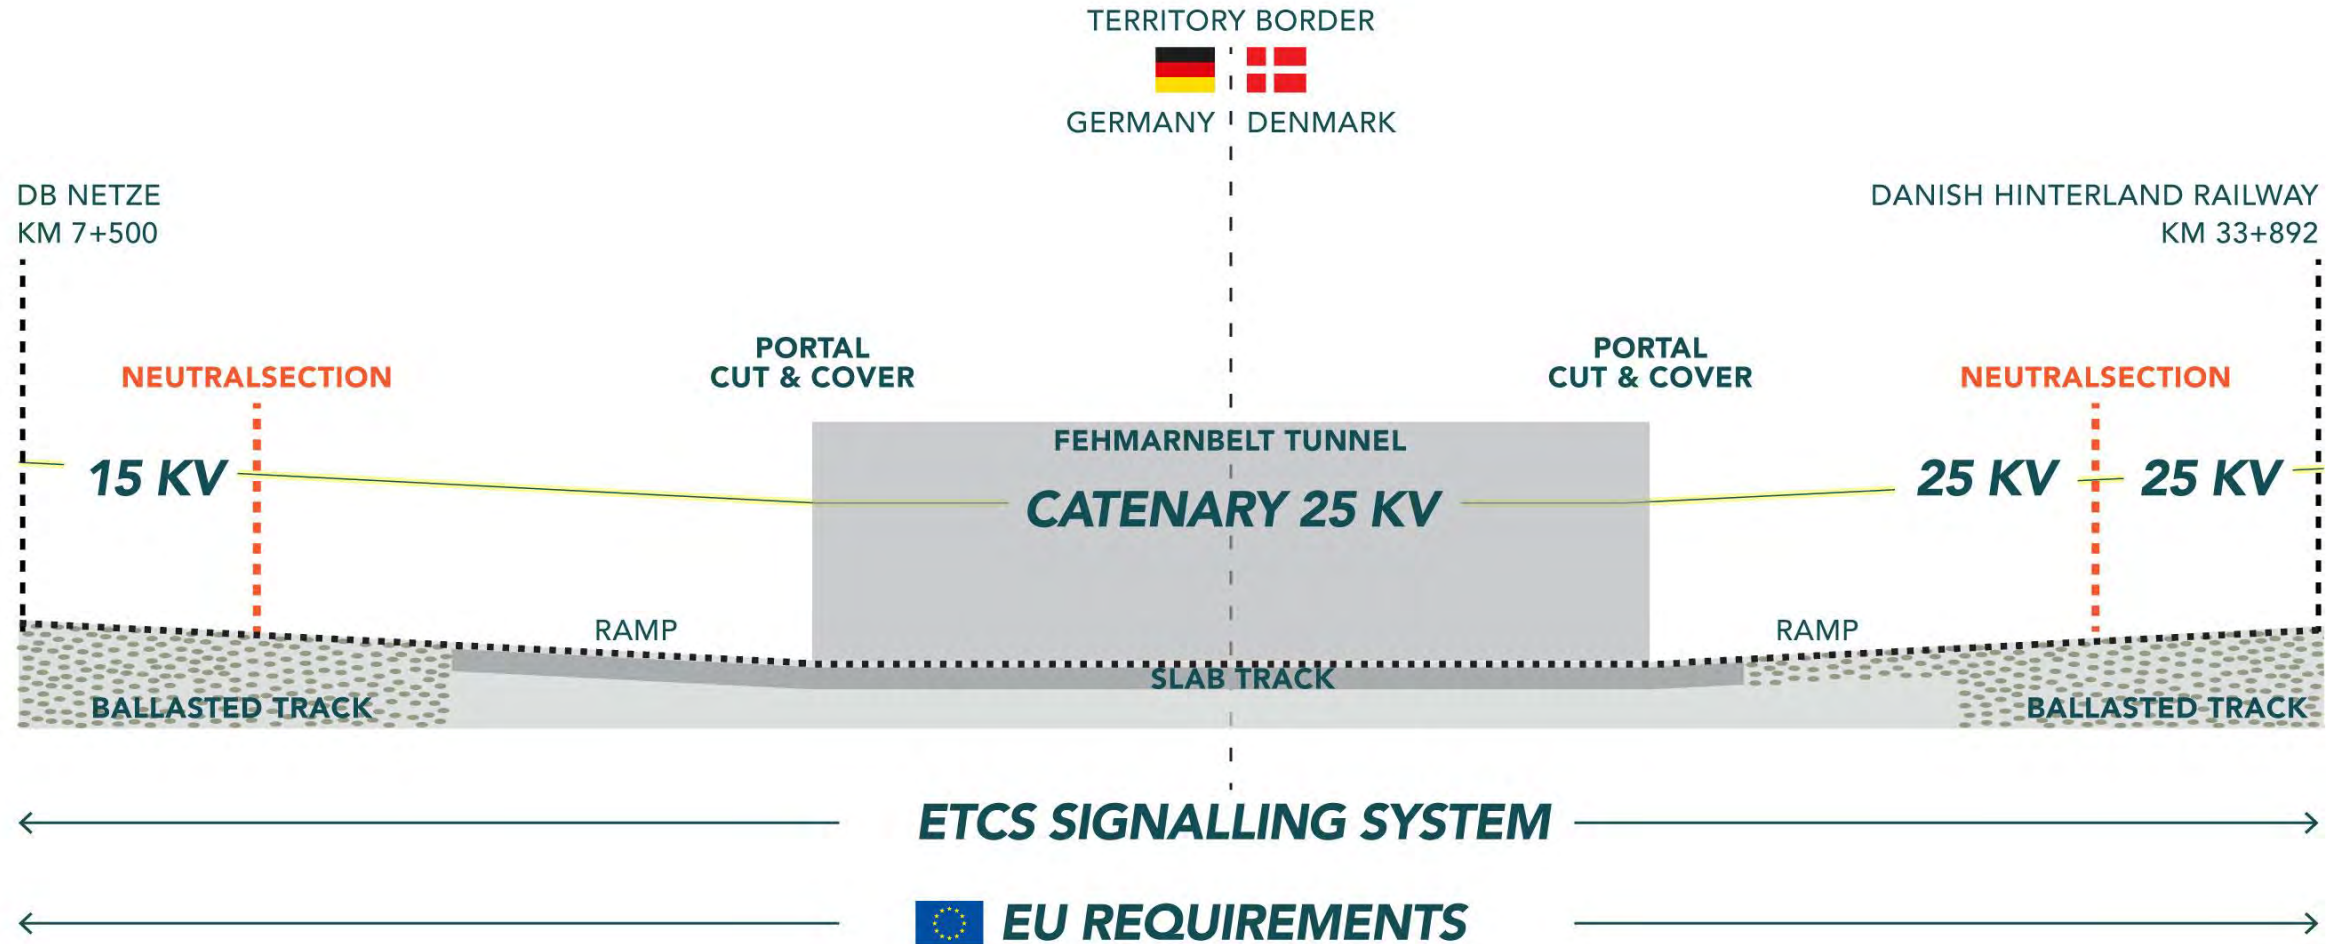 TERRITORY BORDER
GERMANY DENMARK
DB NETZE
KM 7+500
DANISH HINTERLAND RAILWAY
KM 33+892
NEUTRALSECTION
PORTAL
CUT & COVER
PORTAL
CUT & COVER
NEUTRALSECTION
FEHMARNBELT TUNNEL
15 KV
CATENARY 25 KV
25 KV
25 KV
RAMP
RAMP
SLAB TRACK
BALLASTED TRACK
BALLASTED TRACK
ETCS SIGNALLING SYSTEM
EU REQUIREMENTS